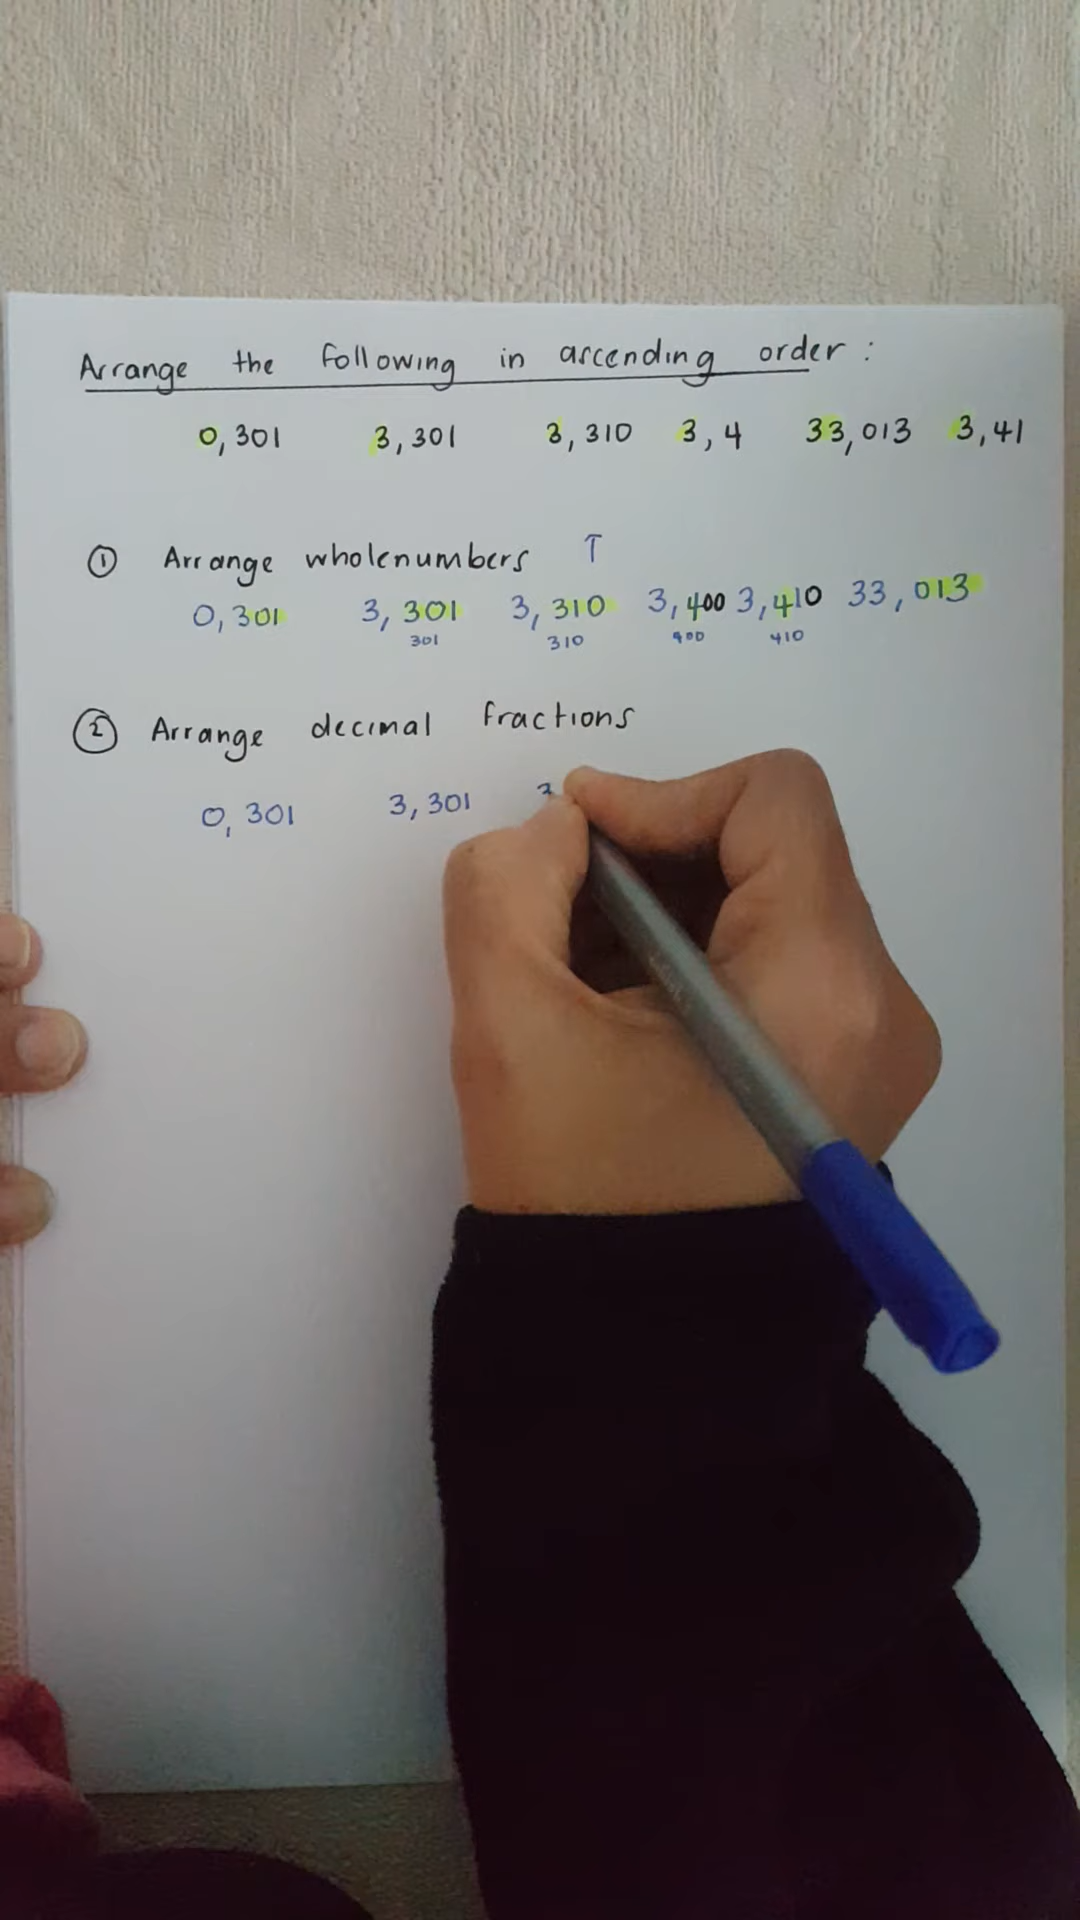 Arrange the following in ascending order :
0,301 3,301 3,310 3,4 33,013 3,41
① Arrange wholenumbers ↑
0,301 3,301 3,310 3,400 3,410 33,013
301 310 400 410
② Arrange decimal fractions
0,301 3,301 3